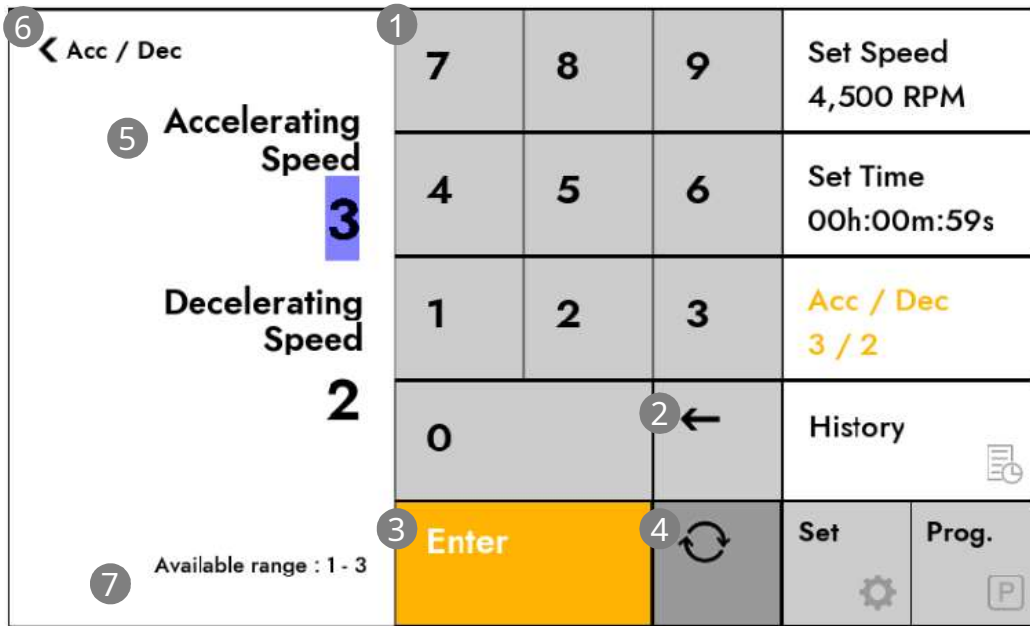 6
Acc / Dec
5
Accelerating
Speed
3
Decelerating
Speed
2
7
Available range : 1 - 3
1
7
8
9
4
5
6
1
2
3
0
2
←
3
Enter
4
Set Speed
4,500 RPM
Set Time
00h:00m:59s
Acc / Dec
3 / 2
History
Set
Prog.
P